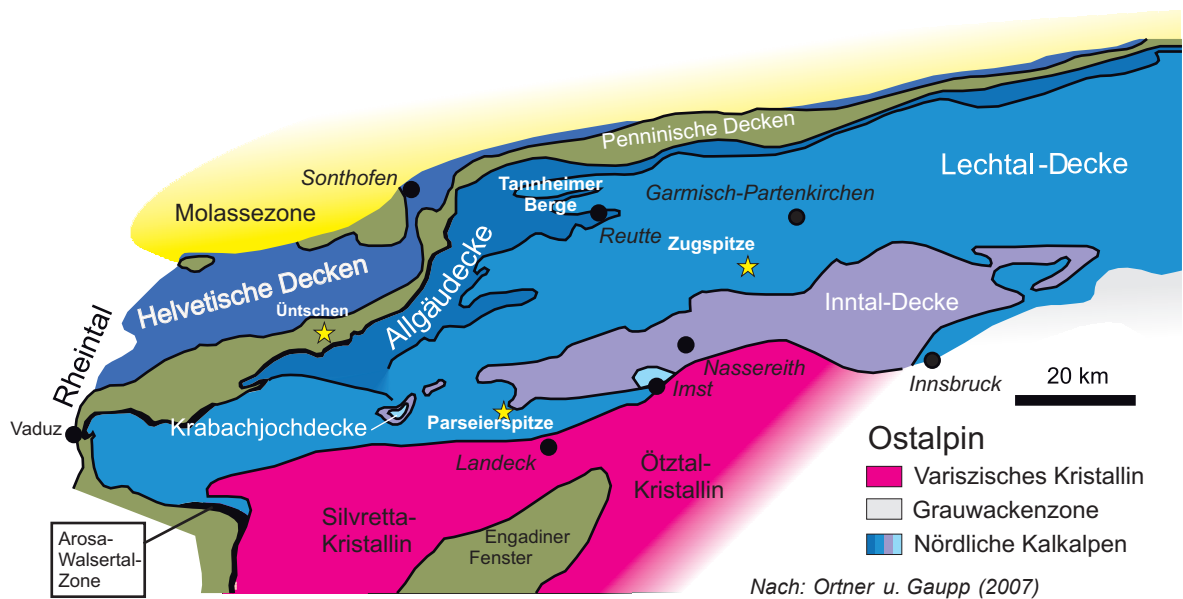 Penninische Decken
Lechtal-Decke
Sonthofen
Tannheimer
Berge
Garmisch-Partenkirchen
Molassezone
Reutte
Zugspitze
Helvetische Decken
Allgäudecke
Üntschen
Inntal-Decke
Rheintal
Nassereith
Imst
Innsbruck
20 km
Krabachjochdecke
Parseierspitze
Vaduz
Landeck
Ötztal-
Kristallin
Ostalpin
Variszisches Kristallin
Grauwackenzone
Nördliche Kalkalpen
Silvretta-
Kristallin
Engadiner
Fenster
Arosa-
Walsertal-
Zone
Nach: Ortner u. Gaupp (2007)